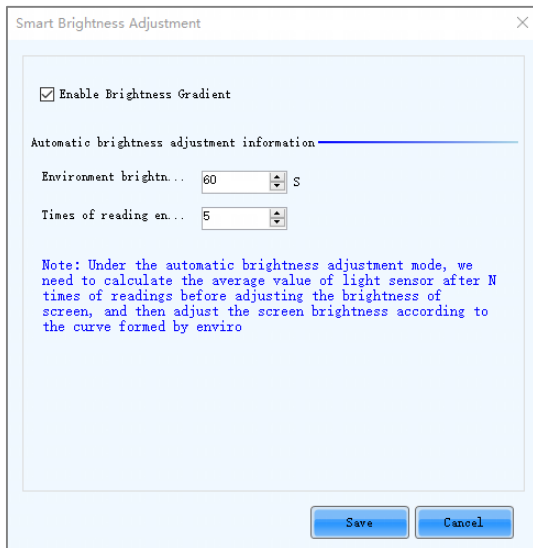 Smart Brightness Adjustment
Enable Brightness Gradient
Automatic brightness adjustment information
Environment brightn... 60 S
Times of reading en... 5
Note: Under the automatic brightness adjustment mode, we
need to calculate the average value of light sensor after N
times of readings before adjusting the brightness of
screen, and then adjust the screen brightness according to
the curve formed by enviro
Save Cancel